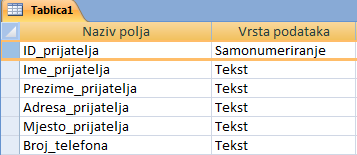 Tablica1
Naziv polja Vrsta podataka
ID_prijatelja Samonumeriranje
Ime_prijatelja Tekst
Prezime_prijatelja Tekst
Adresa_prijatelja Tekst
Mjesto_prijatelja Tekst
Broj_telefona Tekst